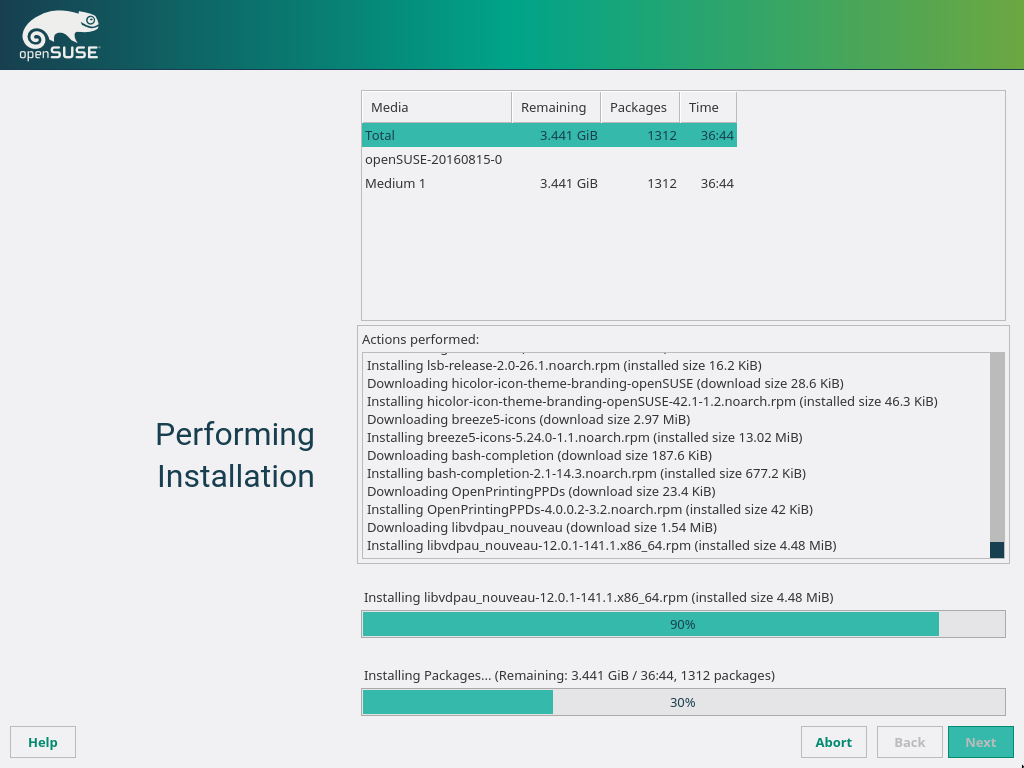 openSUSE
Media Remaining Packages Time
Total 3.441 GiB 1312 36:44
openSUSE-20160815-0
Medium 1 3.441 GiB 1312 36:44
Performing
Installation
Actions performed:
Installing lsb-release-2.0-26.1.noarch.rpm (installed size 16.2 KiB)
Downloading hicolor-icon-theme-branding-openSUSE (download size 28.6 KiB)
Installing hicolor-icon-theme-branding-openSUSE-42.1-1.2.noarch.rpm (installed size 46.3 KiB)
Downloading breeze5-icons (download size 2.97 MiB)
Installing breeze5-icons-5.24.0-1.1.noarch.rpm (installed size 13.02 MiB)
Downloading bash-completion (download size 187.6 KiB)
Installing bash-completion-2.1-14.3.noarch.rpm (installed size 677.2 KiB)
Downloading OpenPrintingPPDs (download size 23.4 KiB)
Installing OpenPrintingPPDs-4.0.0.2-3.2.noarch.rpm (installed size 42 KiB)
Downloading libvdpau_nouveau (download size 1.54 MiB)
Installing libvdpau_nouveau-12.0.1-141.1.x86_64.rpm (installed size 4.48 MiB)
Installing libvdpau_nouveau-12.0.1-141.1.x86_64.rpm (installed size 4.48 MiB)
90%
Installing Packages... (Remaining: 3.441 GiB / 36:44, 1312 packages)
30%
Help Abort Back Next